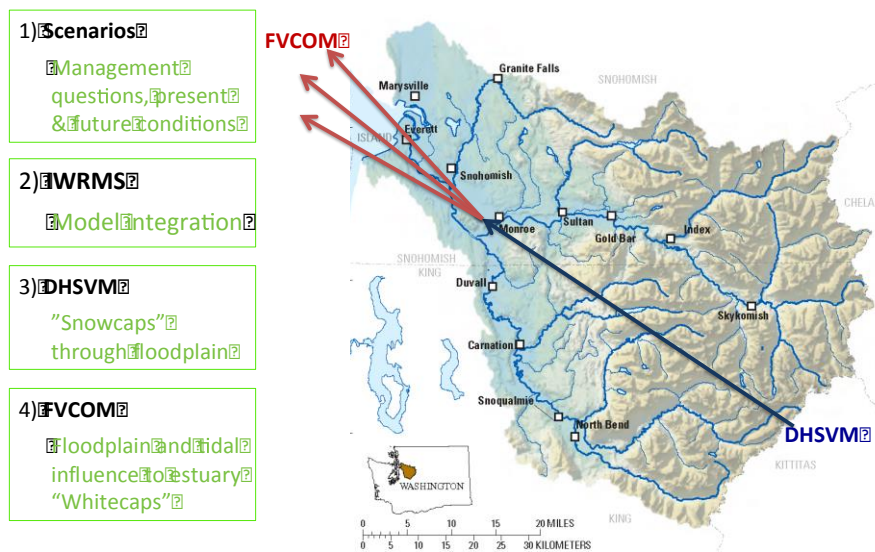 1) Scenarios
Management
questions, present
& future conditions
2) IWRMS
Model Integration
3) DHSVM
”Snowcaps”
through floodplain
4) FVCOM
Floodplain and tidal
influence to estuary
“Whitecaps”
FVCOM
Granite Falls
SNOHOMISH
Marysville
ISLAND
Everett
Snohomish
CHELA
Monroe
Sultan
Gold Bar
Index
SNOHOMISH
KING
Duvall
Skykomish
Carnation
Snoqualmie
North Bend
DHSVM
KITTITAS
WASHINGTON
KING
0 5 10 15 20 MILES
0 5 10 15 20 25 30 KILOMETERS